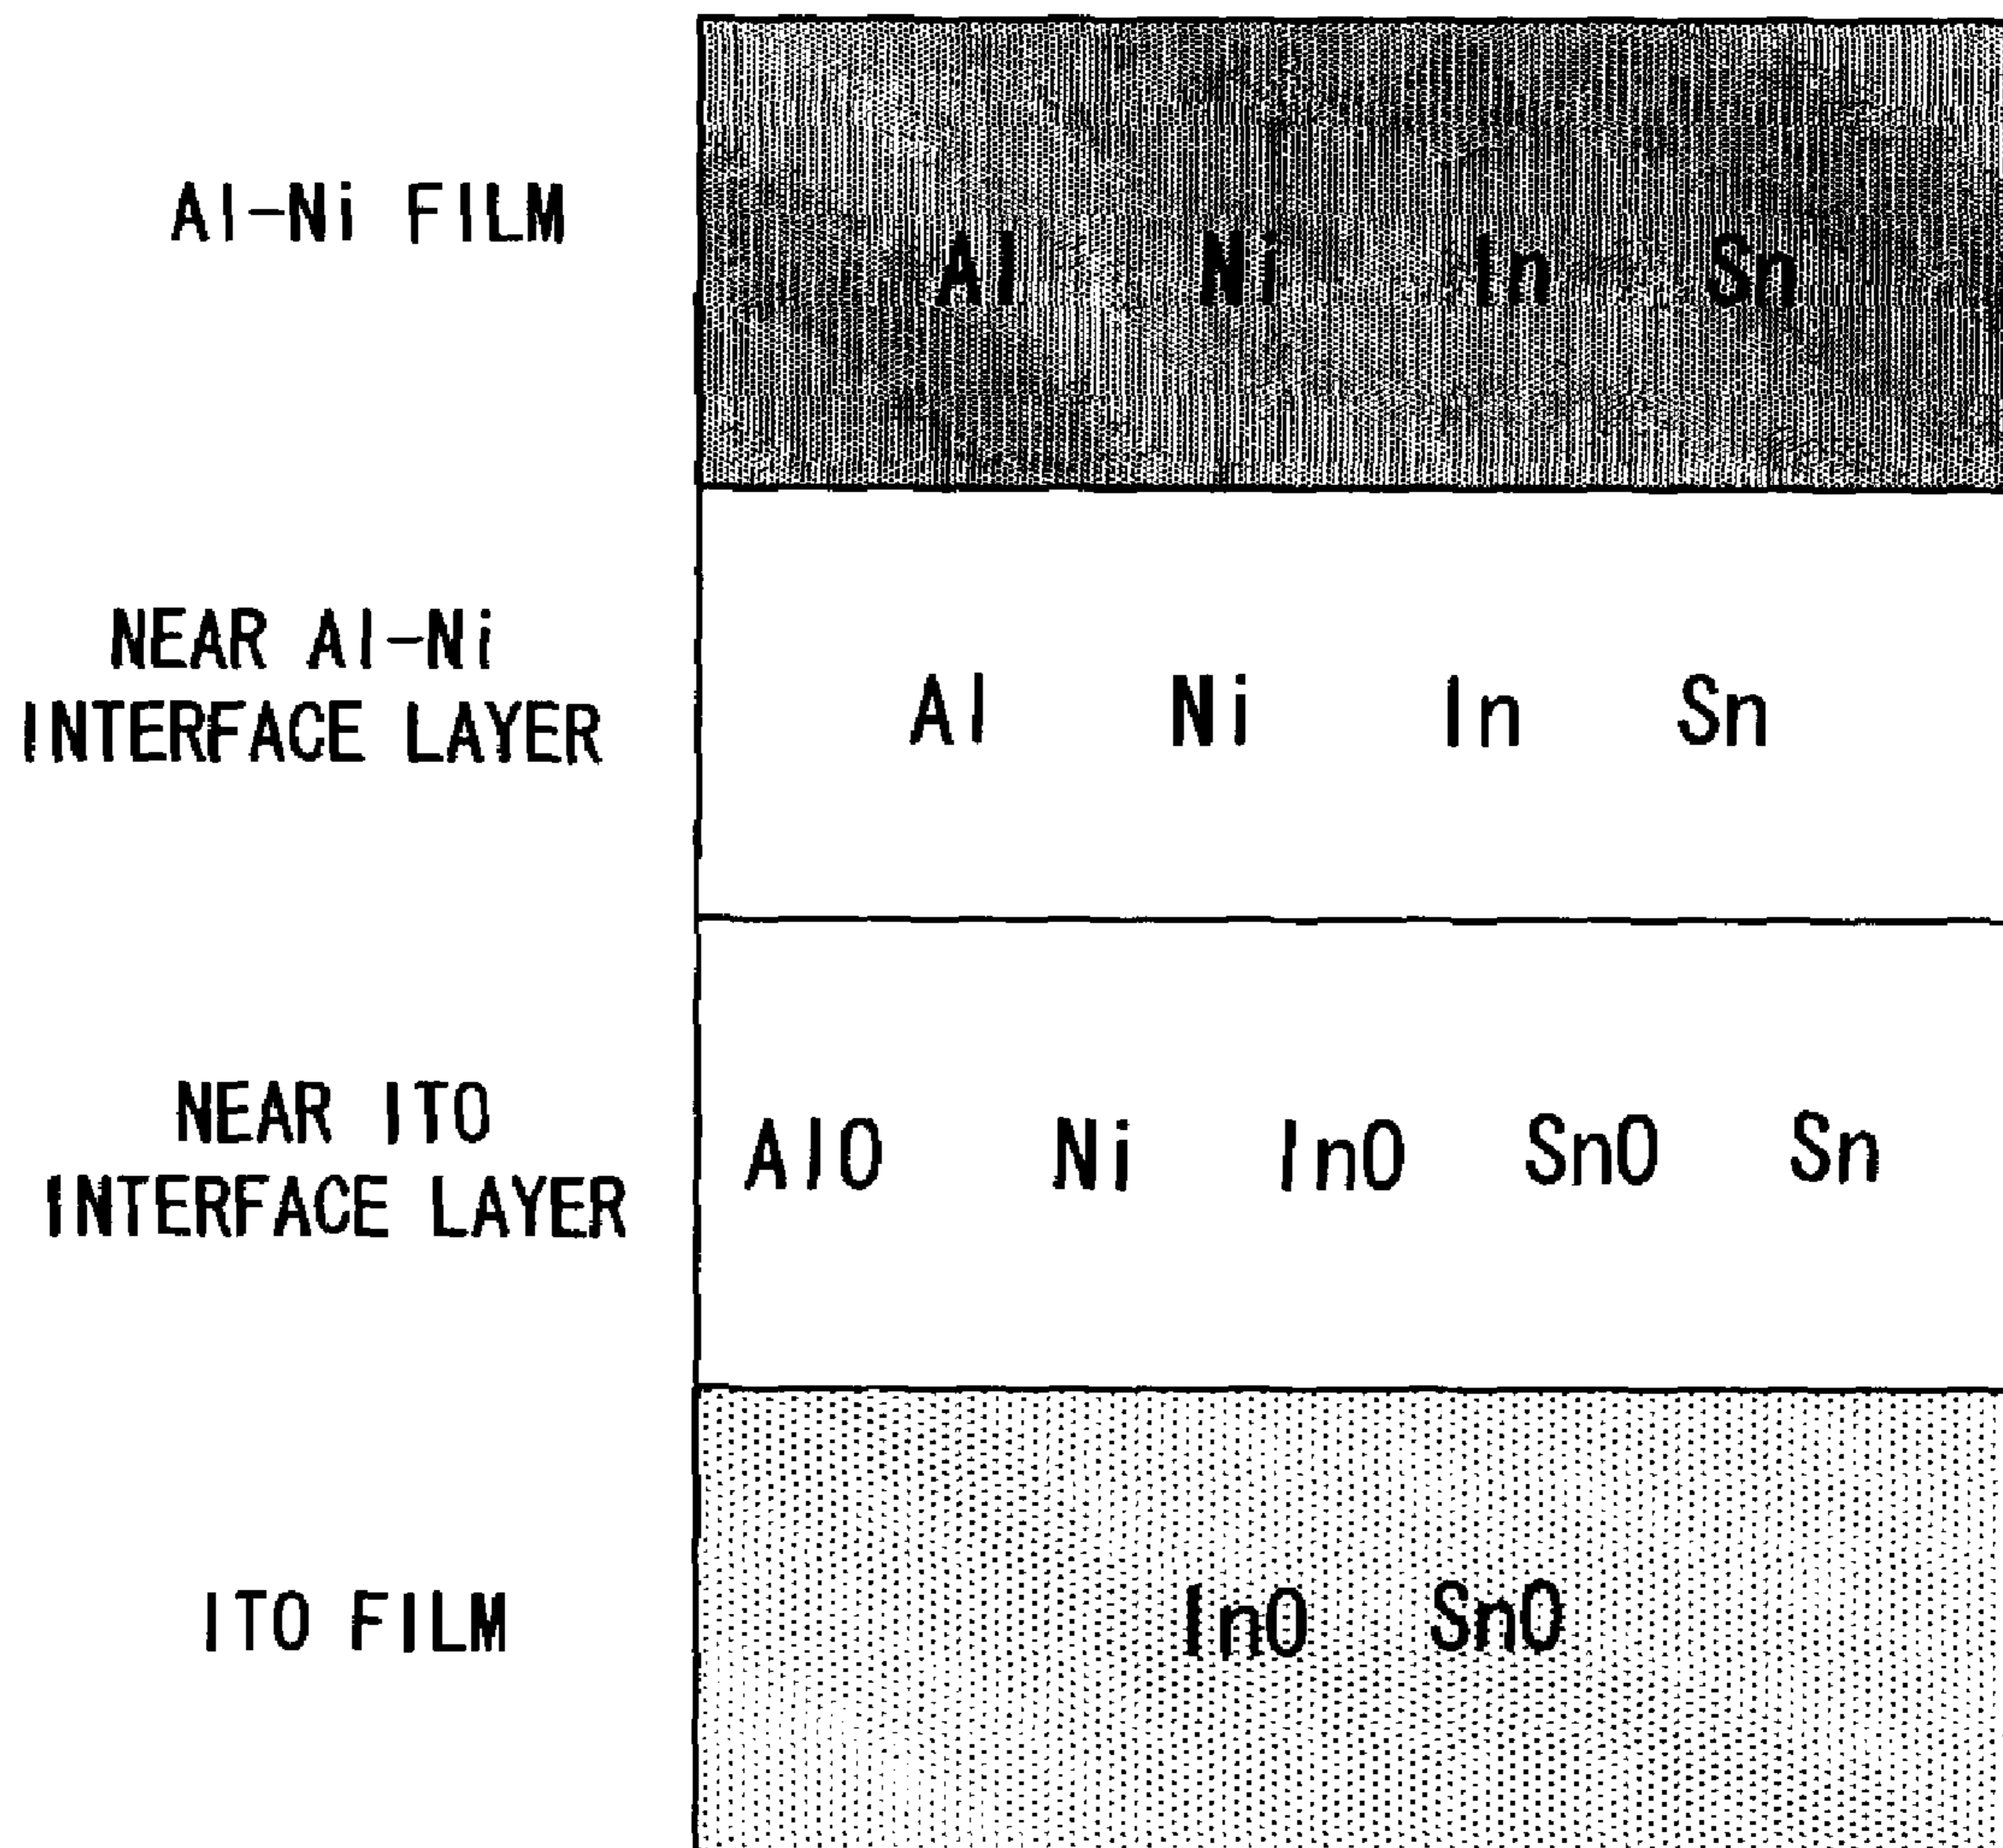 Al-Ni FILM
Al Ni In Sn
NEAR Al-Ni
INTERFACE LAYER
Al Ni In Sn
NEAR ITO
INTERFACE LAYER
AlO Ni InO SnO Sn
ITO FILM
InO SnO